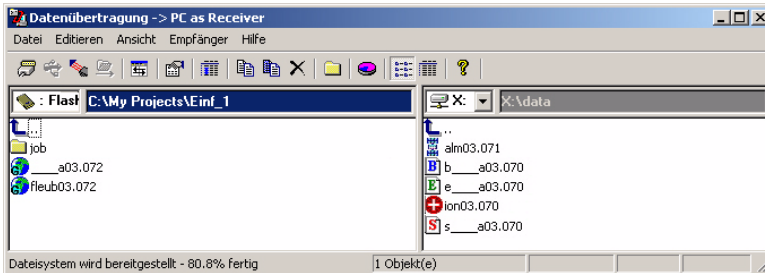 Datenübertragung -> PC as Receiver
Datei Editieren Ansicht Empfänger Hilfe
: Flash C:\My Projects\Einf_1
X: X:\data
..
job
____a03.072
fleub03.072
..
alm03.071
B b____a03.070
E e____a03.070
ion03.070
S s____a03.070
Dateisystem wird bereitgestellt - 80.8% fertig 1 Objekt(e)